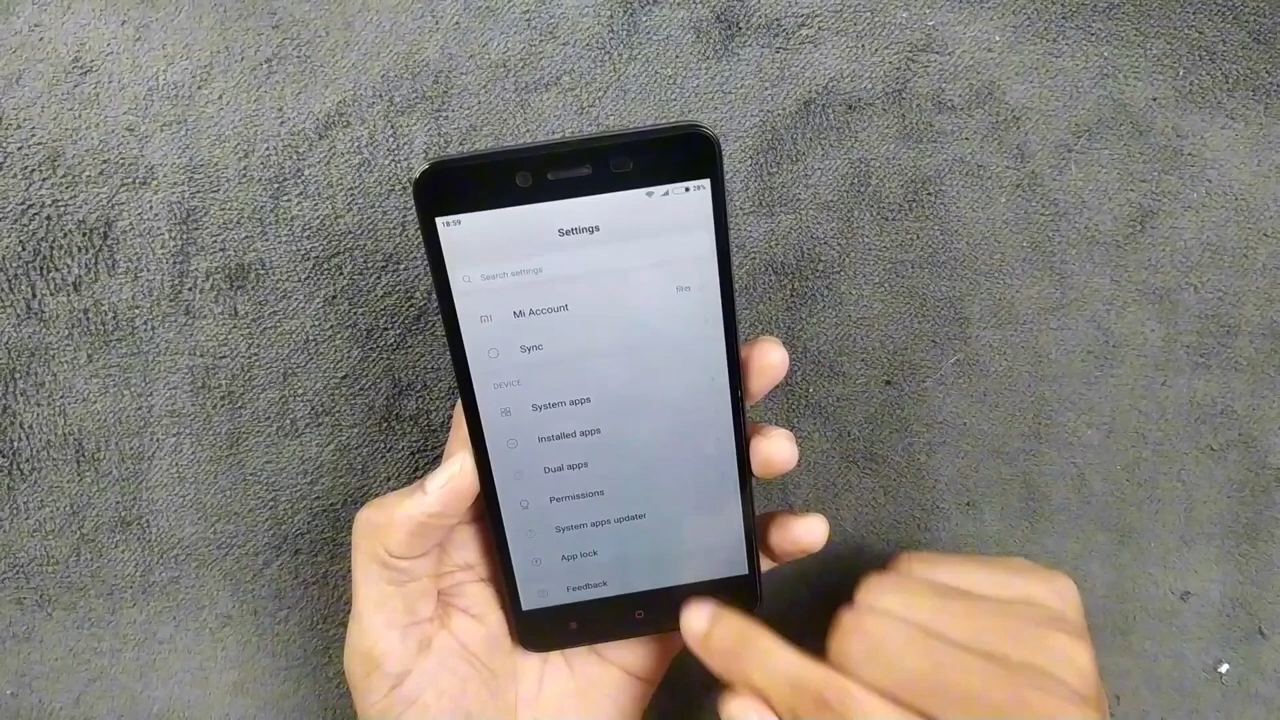 18:59
28%
Settings
Search settings
Mi Account
Sync
DEVICE
System apps
Installed apps
Dual apps
Permissions
System apps updater
App lock
Feedback